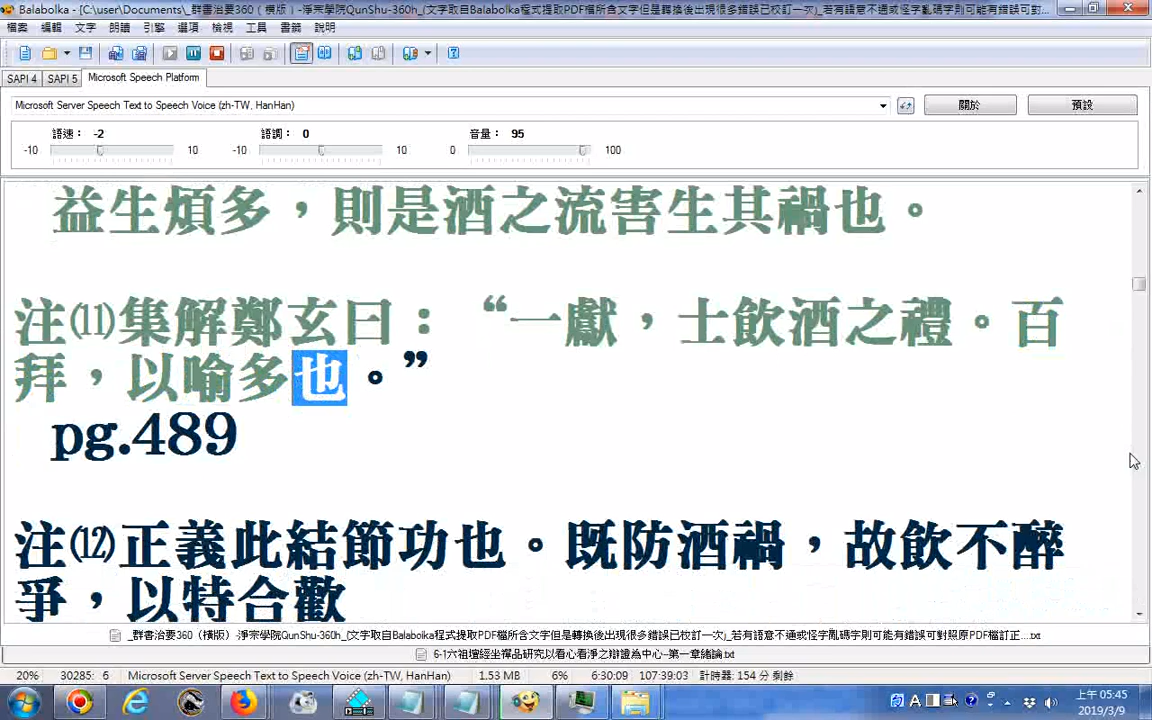 Balabolka - [C:\user\Documents\_群書治要360（橫版）-淨宗學院QunShu-360h_(文字取自Balabolka程式提取PDF檔所含文字但是轉換後出現很多錯誤已校訂一次)_若有語意不通或怪字亂碼字則可能有錯誤可對...
檔案 編輯 文字 朗讀 引擎 選項 檢視 工具 書籤 說明
SAPI 4 SAPI 5 Microsoft Speech Platform
Microsoft Server Speech Text to Speech Voice (zh-TW, HanHan) 關於 預設
語速： -2 語調： 0 音量： 95
-10 10 -10 10 0 100
益生煩多，則是酒之流害生其禍也。
注⑾集解鄭玄曰：“一獻，士飲酒之禮。百
拜，以喻多也。”
pg.489
注⑿正義此結節功也。既防酒禍，故飲不醉
爭，以特合歡
_群書治要360（橫版）-淨宗學院QunShu-360h_(文字取自Balabolka程式提取PDF檔所含文字但是轉換後出現很多錯誤已校訂一次)_若有語意不通或怪字亂碼字則可能有錯誤可對照原PDF檔訂正....txt
6-1六祖壇經坐禪品研究以看心看淨之辯證為中心--第一章緒論.txt
20% 30285: 6 Microsoft Server Speech Text to Speech Voice (zh-TW, HanHan) 1.53 MB 6% 6:30:09 107:39:03 計時器: 154 分 剩餘
上午 05:45
2019/3/9